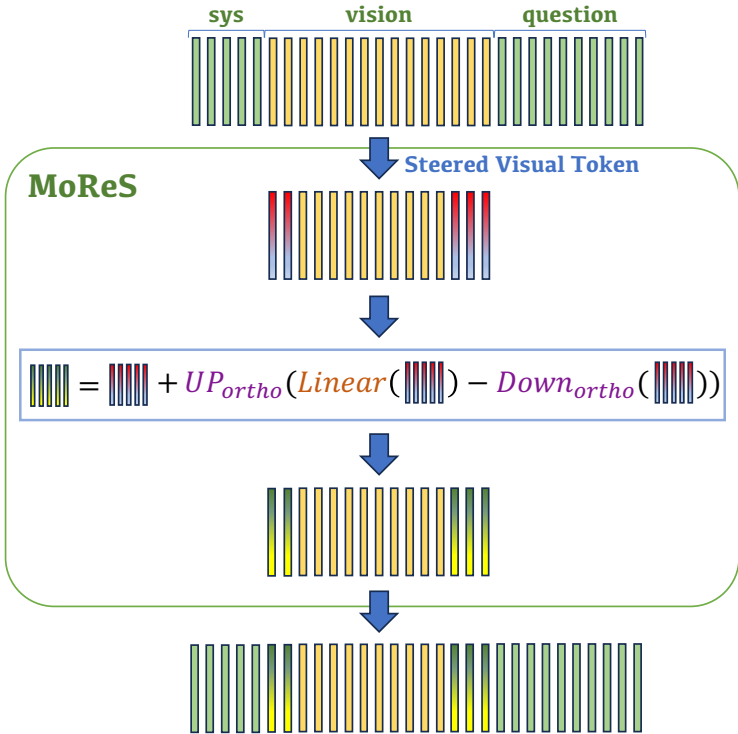 sys vision question
Steered Visual Token
MoReS
= + UP_ortho(Linear( ) − Down_ortho( ))